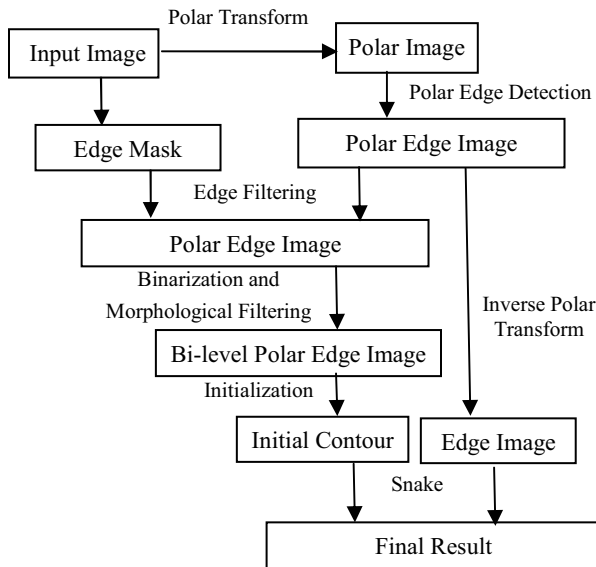 Polar Transform
Input Image
Polar Image
Polar Edge Detection
Edge Mask
Polar Edge Image
Edge Filtering
Polar Edge Image
Binarization and
Morphological Filtering
Inverse Polar
Transform
Bi-level Polar Edge Image
Initialization
Initial Contour
Edge Image
Snake
Final Result